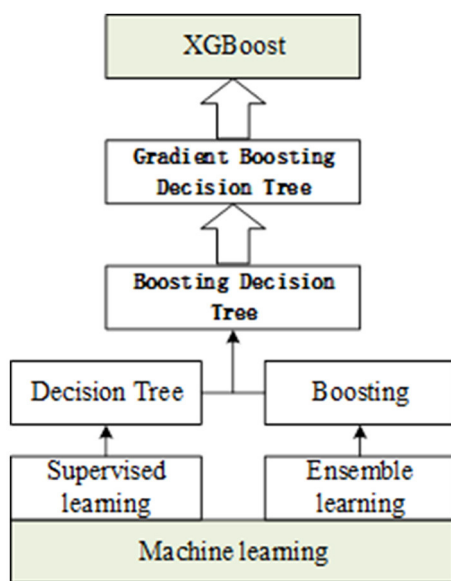 XGBoost
Gradient Boosting
Decision Tree
Boosting Decision
Tree
Decision Tree
Boosting
Supervised
learning
Ensemble
learning
Machine learning